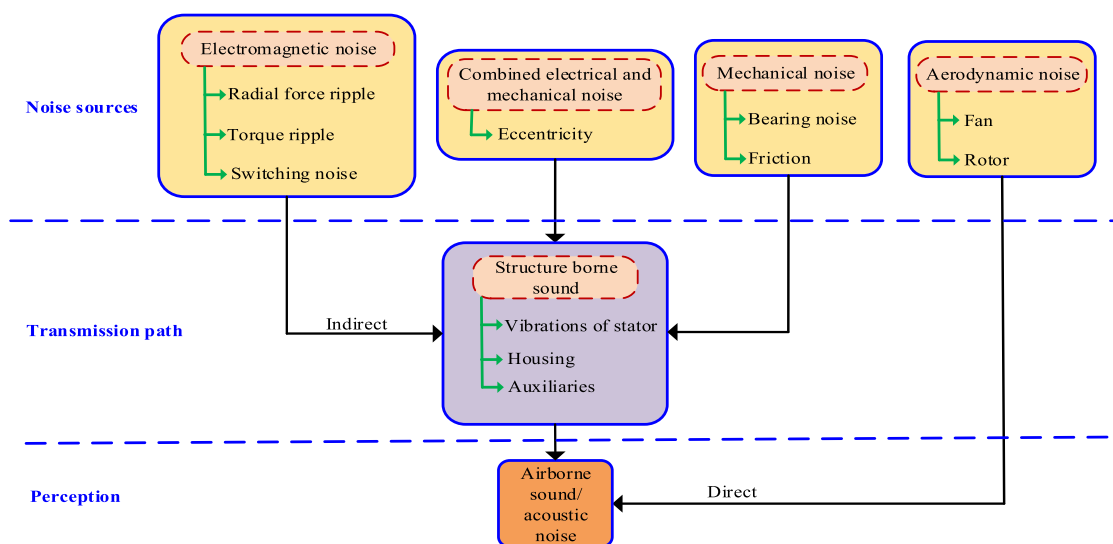 Noise sources
Electromagnetic noise
Radial force ripple
Torque ripple
Switching noise
Combined electrical and
mechanical noise
Eccentricity
Mechanical noise
Bearing noise
Friction
Aerodynamic noise
Fan
Rotor
Transmission path
Indirect
Structure borne
sound
Vibrations of stator
Housing
Auxiliaries
Perception
Airborne
sound/
acoustic
noise
Direct